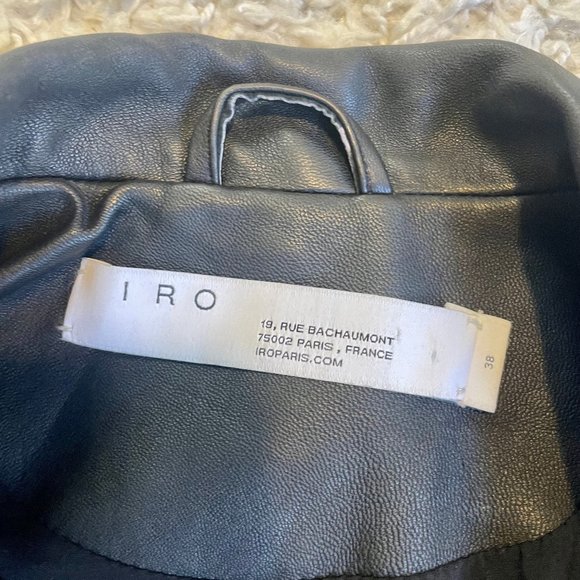 IRO
19, RUE BACHAUMONT
75002 PARIS , FRANCE
IROPARIS.COM
38